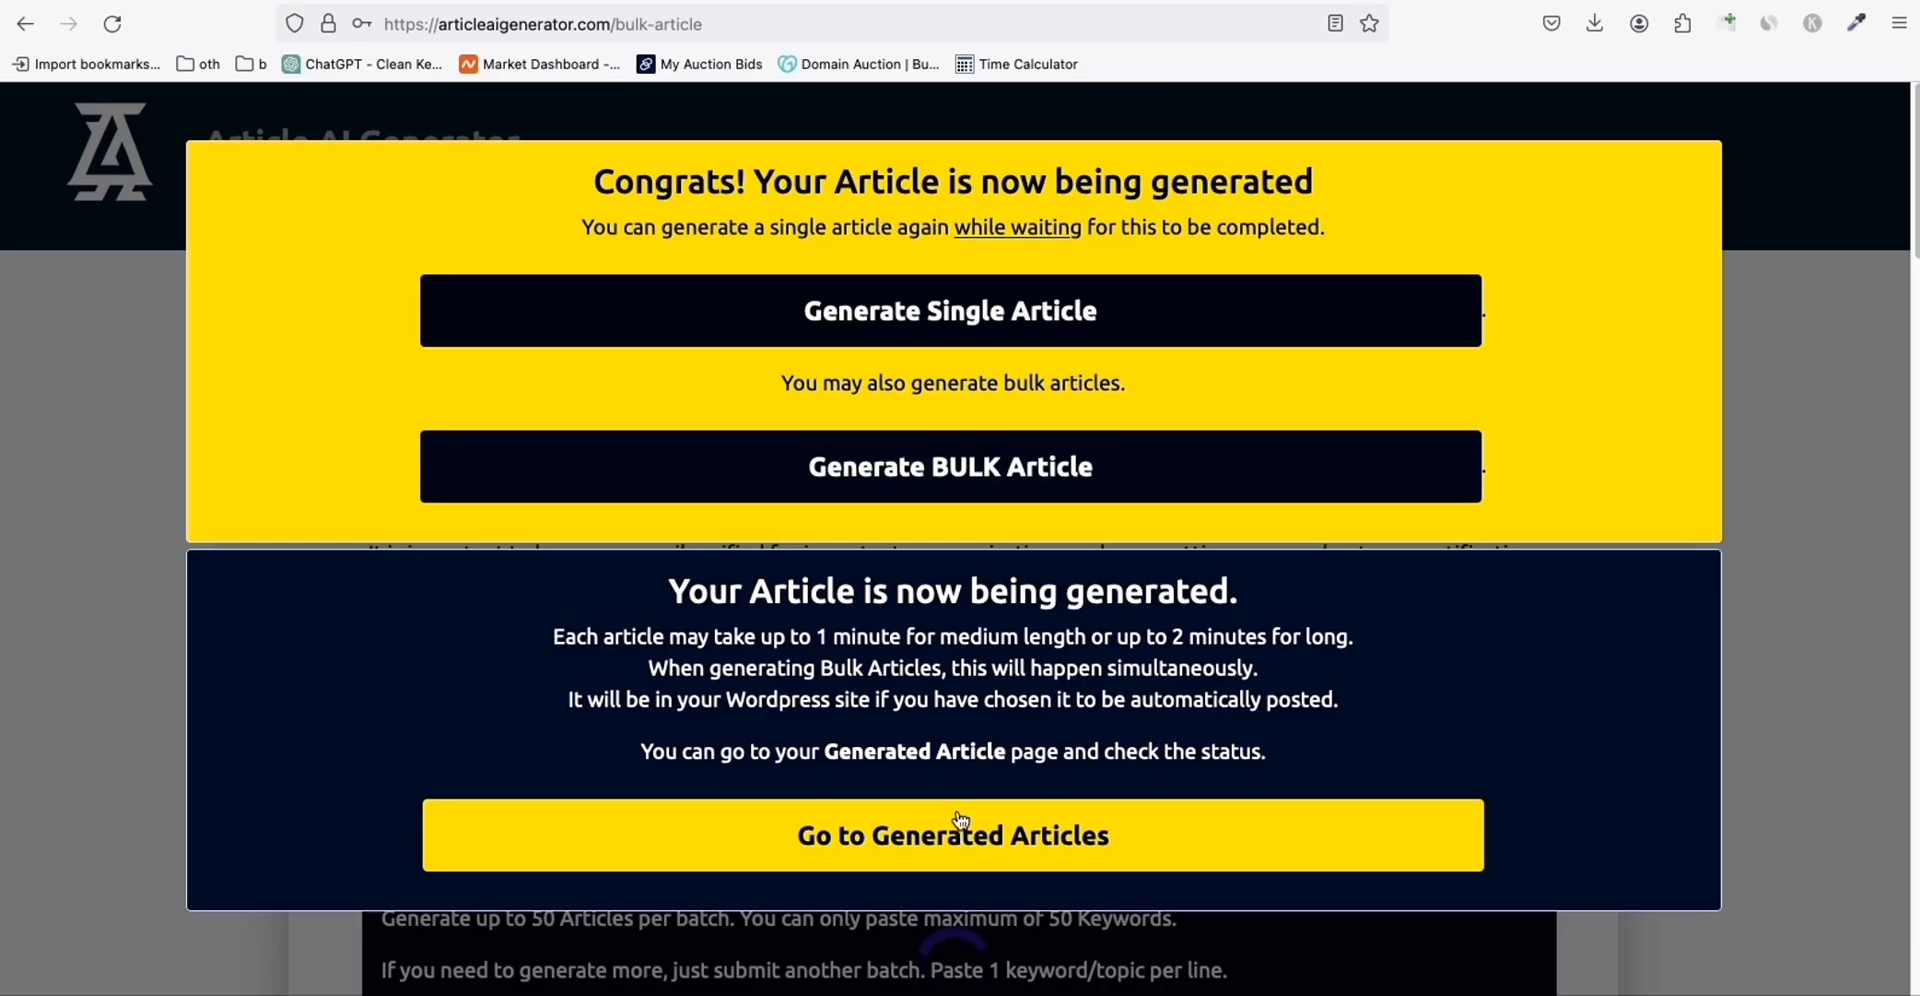 https://articleaigenerator.com/bulk-article
Import bookmarks...
oth
b
ChatGPT - Clean Ke...
Market Dashboard -...
My Auction Bids
Domain Auction | Bu...
Time Calculator
Article AI Generator
Congrats! Your Article is now being generated
You can generate a single article again while waiting for this to be completed.
Generate Single Article
.
You may also generate bulk articles.
Generate BULK Article
.
Your Article is now being generated.
Each article may take up to 1 minute for medium length or up to 2 minutes for long.
When generating Bulk Articles, this will happen simultaneously.
It will be in your Wordpress site if you have chosen it to be automatically posted.
You can go to your Generated Article page and check the status.
Go to Generated Articles
Generate up to 50 Articles per batch. You can only paste maximum of 50 Keywords.
If you need to generate more, just submit another batch. Paste 1 keyword/topic per line.